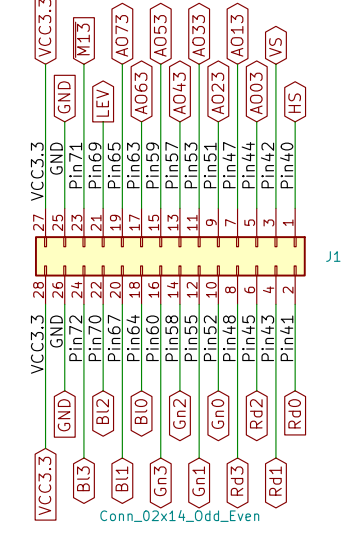 VCC3.3
M13
A073
A053
A033
A013
VS
GND
LEV
A063
A043
A023
A003
HS
VCC3.3
GND
Pin71
Pin69
Pin65
Pin63
Pin59
Pin57
Pin53
Pin51
Pin47
Pin44
Pin42
Pin40
27
25
23
21
19
17
15
13
11
9
7
5
3
1
J1
28
26
24
22
20
18
16
14
12
10
8
6
4
2
VCC3.3
GND
Pin72
Pin70
Pin67
Pin64
Pin60
Pin58
Pin55
Pin52
Pin48
Pin45
Pin43
Pin41
GND
Bl2
Bl0
Gn2
Gn0
Rd2
Rd0
VCC3.3
Bl3
Bl1
Gn3
Gn1
Rd3
Rd1
Conn_02x14_Odd_Even